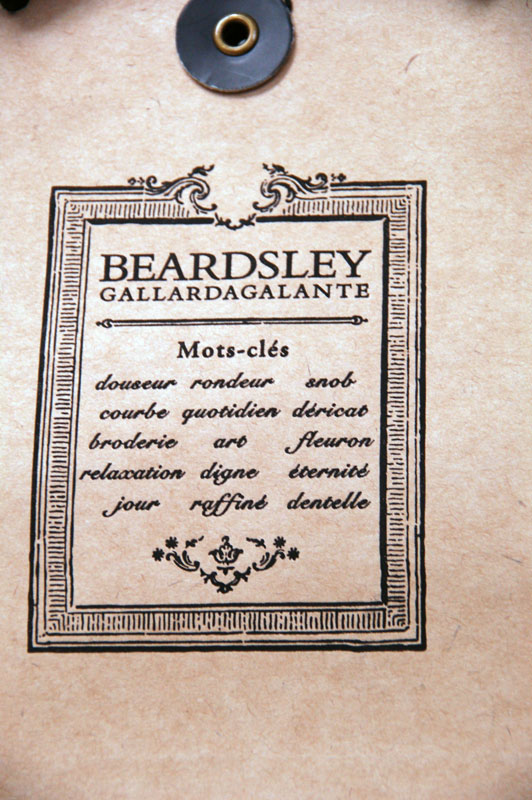 BEARDSLEY
GALLARDAGALANTE
Mots-clés
douseur rondeur snob
courbe quotidien déricat
broderie art fleuron
relaxation digne éternité
jour raffiné dentelle